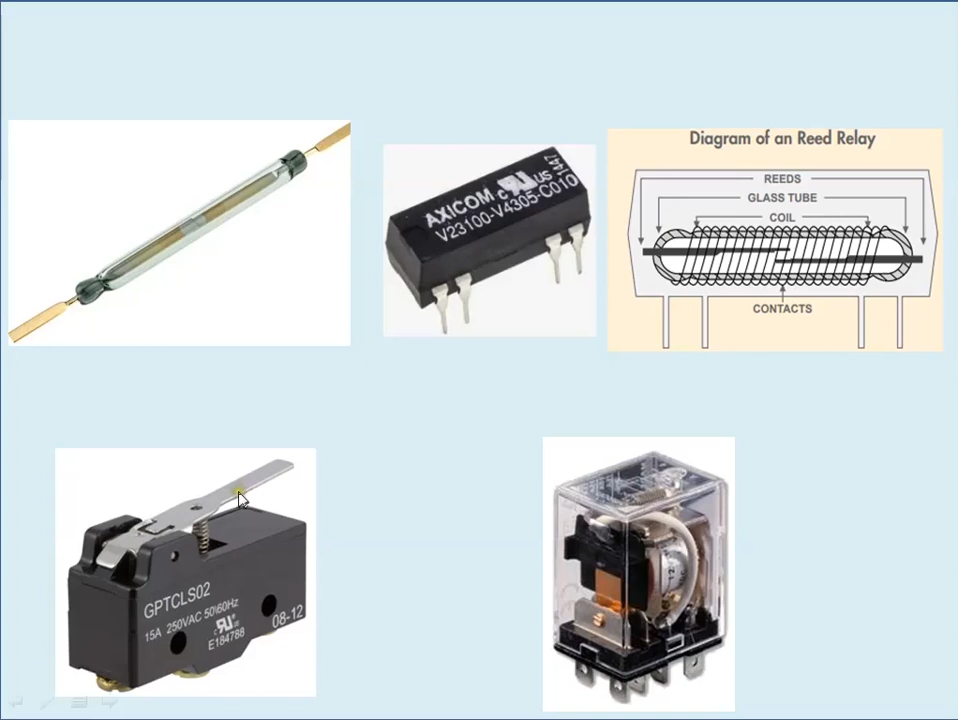 AXICOM c US 1447
V23100-V4305-C010
Diagram of an Reed Relay
REEDS
GLASS TUBE
COIL
CONTACTS
GPTCLS02
15A 250VAC 50\60Hz
08-12
E184788